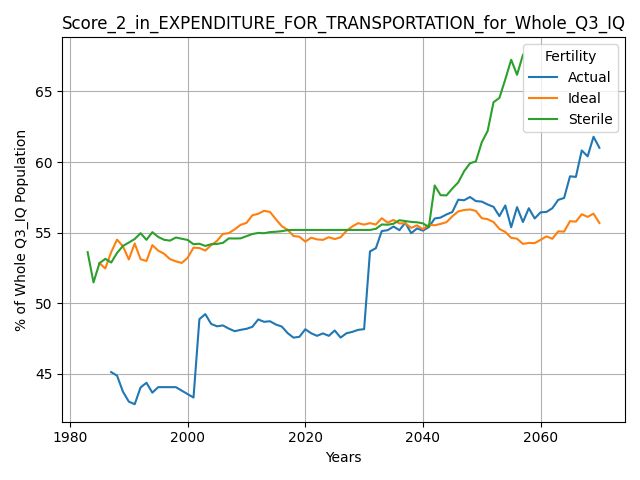 Score_2_in_EXPENDITURE_FOR_TRANSPORTATION_for_Whole_Q3_IQ
Fertility
Actual
Ideal
Sterile
% of Whole Q3_IQ Population
65
60
55
50
45
1980
2000
2020
2040
2060
Years